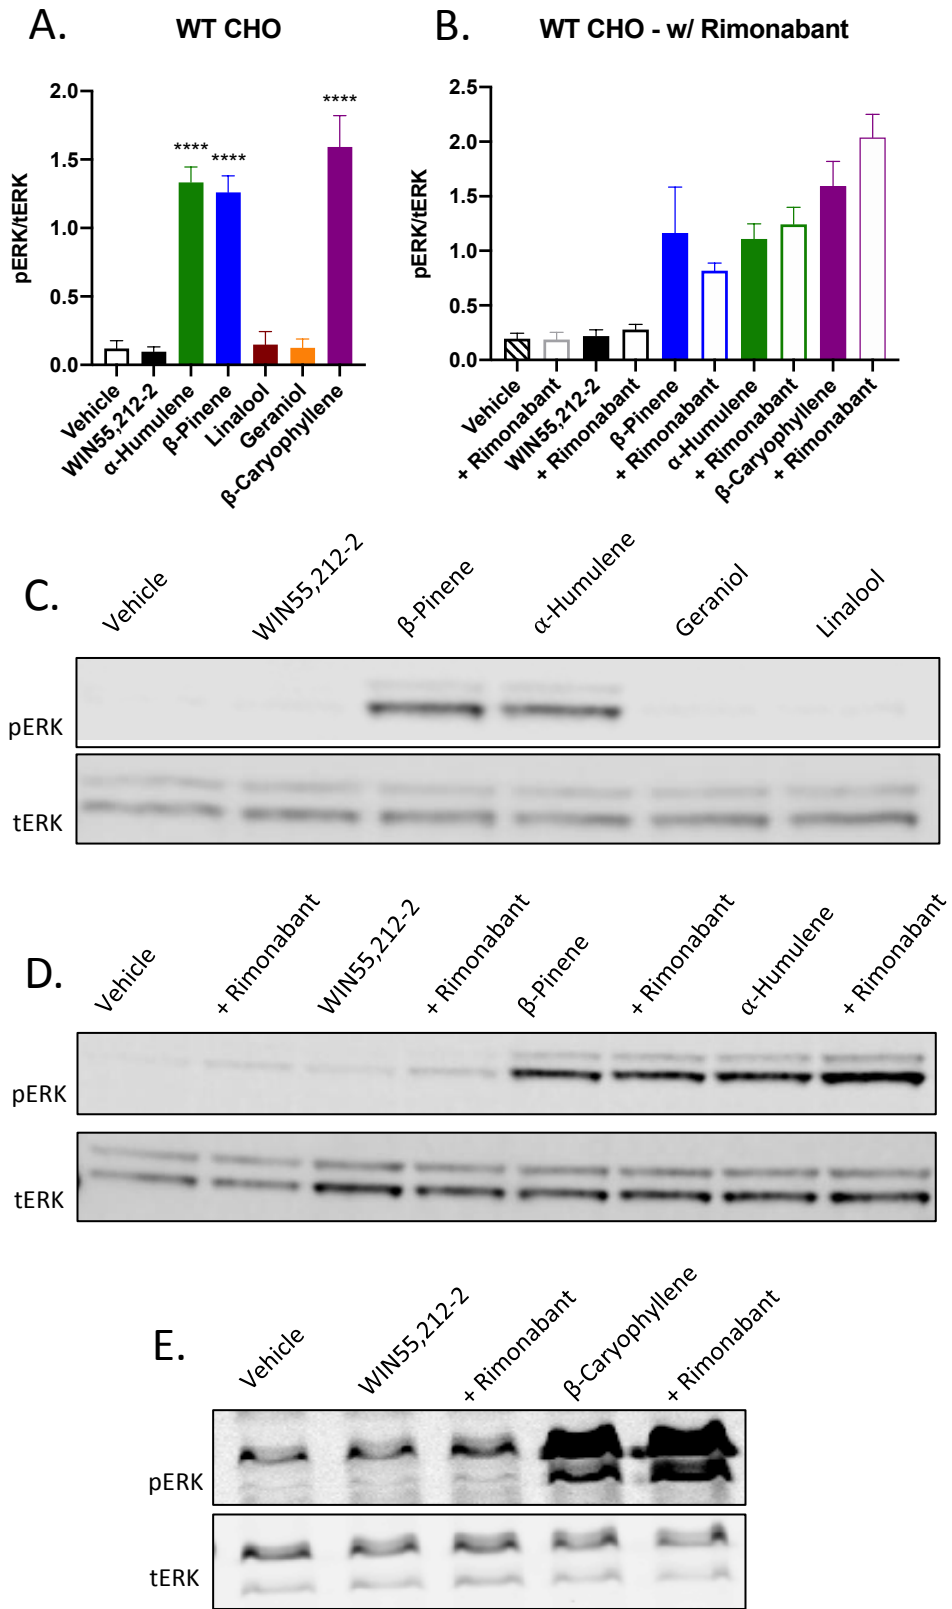 A.
WT CHO
B.
WT CHO - w/ Rimonabant
pERK/tERK
2.0
1.5
1.0
0.5
0.0
****
****
****
Vehicle
WIN55,212-2
α-Humulene
β-Pinene
Linalool
Geraniol
β-Caryophyllene
pERK/tERK
2.5
2.0
1.5
1.0
0.5
0.0
Vehicle
+ Rimonabant
WIN55,212-2
+ Rimonabant
β-Pinene
+ Rimonabant
α-Humulene
+ Rimonabant
β-Caryophyllene
+ Rimonabant
C.
Vehicle
WIN55,212-2
β-Pinene
α-Humulene
Geraniol
Linalool
pERK
tERK
D.
Vehicle
+ Rimonabant
WIN55,212-2
+ Rimonabant
β-Pinene
+ Rimonabant
α-Humulene
+ Rimonabant
pERK
tERK
E.
Vehicle
WIN55,212-2
+ Rimonabant
β-Caryophyllene
+ Rimonabant
pERK
tERK